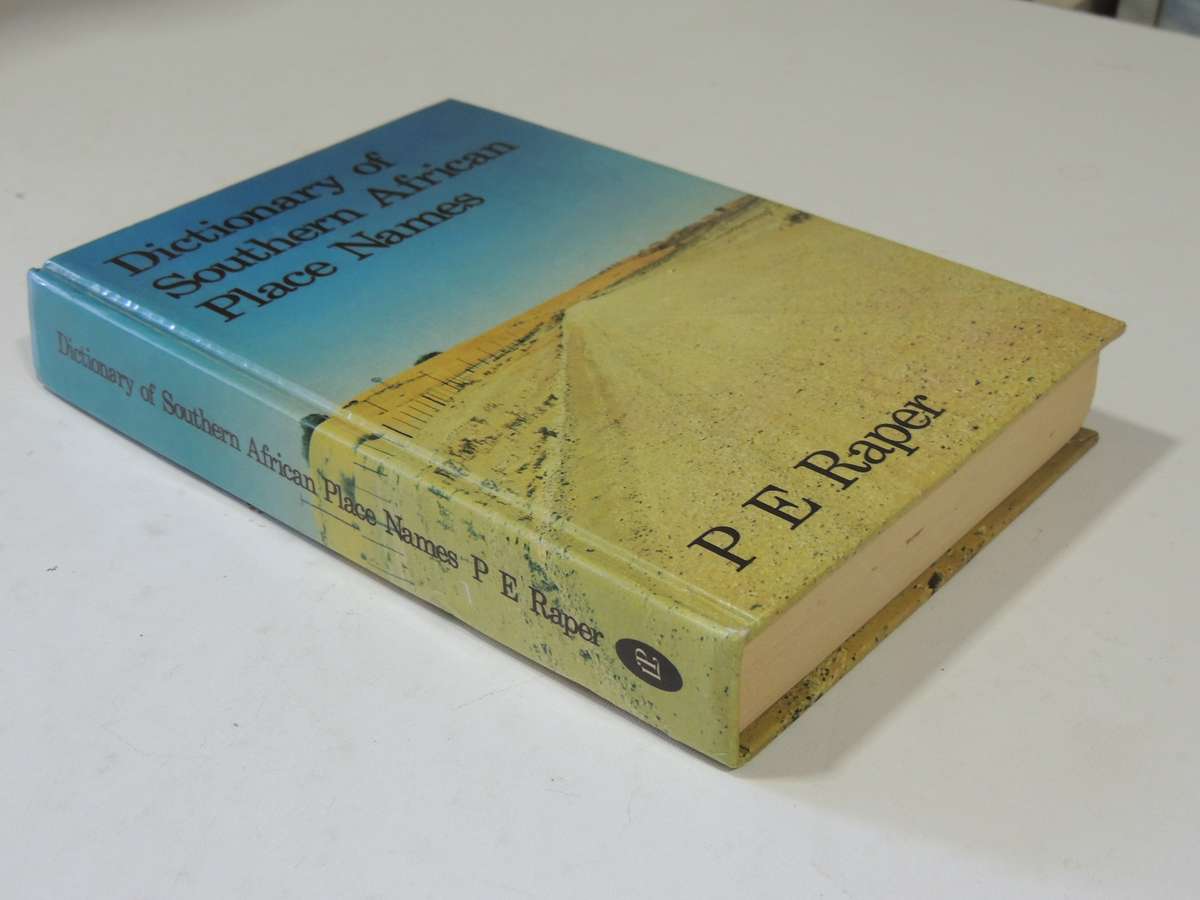 Dictionary of
Southern African
Place Names
P E Raper
Dictionary of Southern African Place Names P E Raper